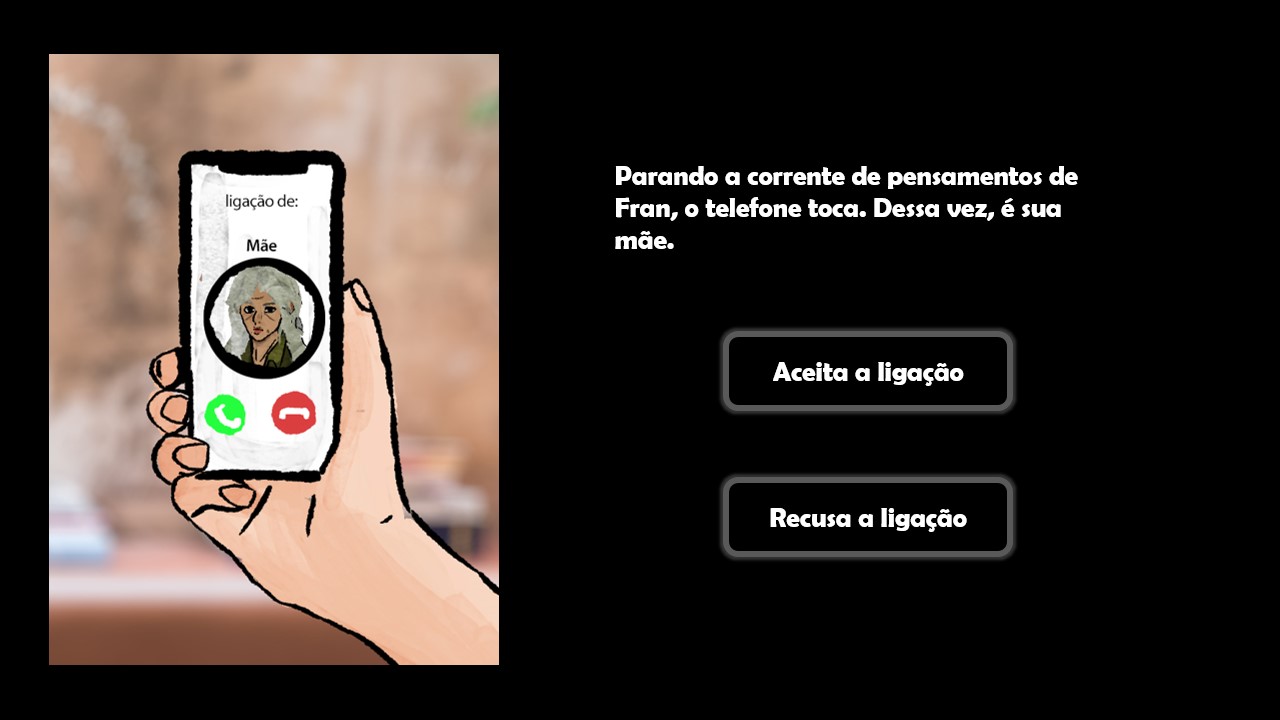 ligação de:
Mãe
Parando a corrente de pensamentos de
Fran, o telefone toca. Dessa vez, é sua
mãe.
Aceita a ligação
Recusa a ligação